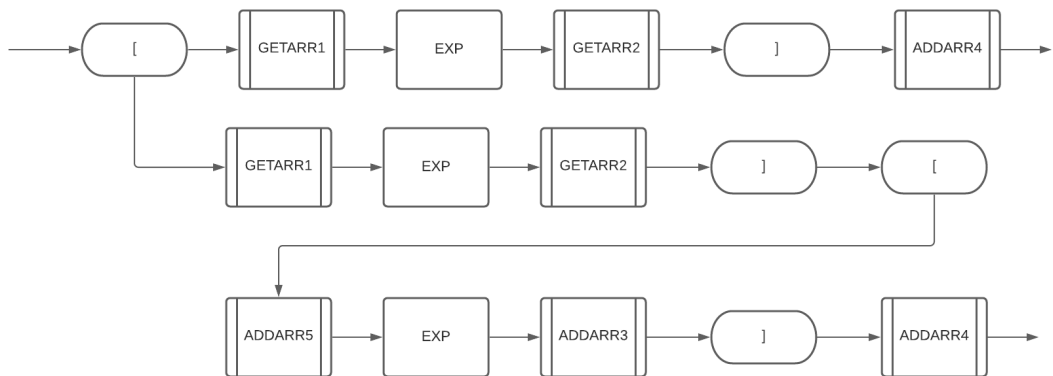 [ GETARR1 EXP GETARR2 ] ADDARR4
GETARR1 EXP GETARR2 ] [
ADDARR5 EXP ADDARR3 ] ADDARR4